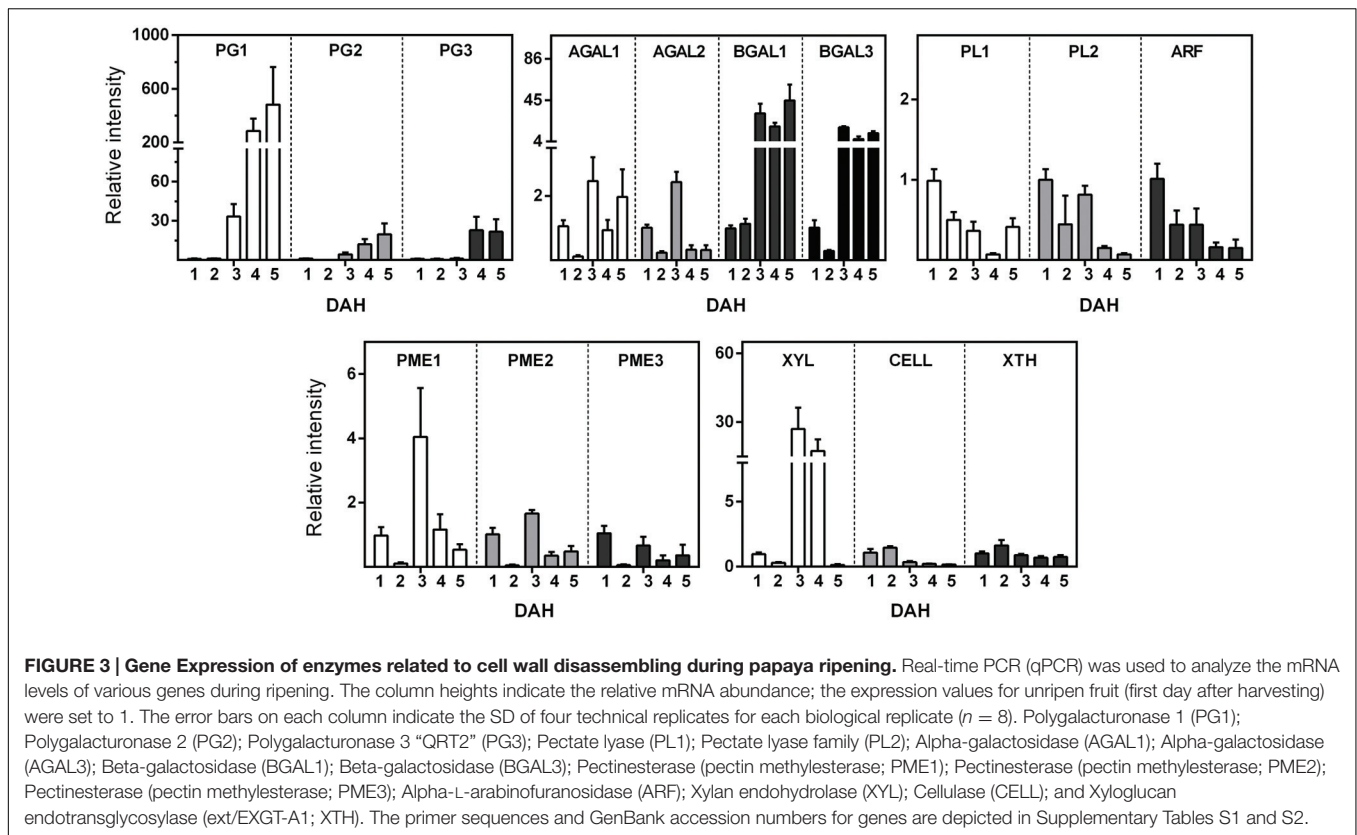 1000
600
200
60
30
Relative intensity
PG1 PG2 PG3
1 2 3 4 5 1 2 3 4 5 1 2 3 4 5
DAH
86
45
4
2
AGAL1 AGAL2 BGAL1 BGAL3
1 2 3 4 5 1 2 3 4 5 1 2 3 4 5 1 2 3 4 5
DAH
2
1
PL1 PL2 ARF
1 2 3 4 5 1 2 3 4 5 1 2 3 4 5
DAH
6
4
2
Relative intensity
PME1 PME2 PME3
1 2 3 4 5 1 2 3 4 5 1 2 3 4 5
DAH
60
30
5
0
XYL CELL XTH
1 2 3 4 5 1 2 3 4 5 1 2 3 4 5
DAH
FIGURE 3 | Gene Expression of enzymes related to cell wall disassembling during papaya ripening. Real-time PCR (qPCR) was used to analyze the mRNA
levels of various genes during ripening. The column heights indicate the relative mRNA abundance; the expression values for unripen fruit (first day after harvesting)
were set to 1. The error bars on each column indicate the SD of four technical replicates for each biological replicate (n = 8). Polygalacturonase 1 (PG1);
Polygalacturonase 2 (PG2); Polygalacturonase 3 “QRT2” (PG3); Pectate lyase (PL1); Pectate lyase family (PL2); Alpha-galactosidase (AGAL1); Alpha-galactosidase
(AGAL3); Beta-galactosidase (BGAL1); Beta-galactosidase (BGAL3); Pectinesterase (pectin methylesterase; PME1); Pectinesterase (pectin methylesterase; PME2);
Pectinesterase (pectin methylesterase; PME3); Alpha-L-arabinofuranosidase (ARF); Xylan endohydrolase (XYL); Cellulase (CELL); and Xyloglucan
endotransglycosylase (ext/EXGT-A1; XTH). The primer sequences and GenBank accession numbers for genes are depicted in Supplementary Tables S1 and S2.